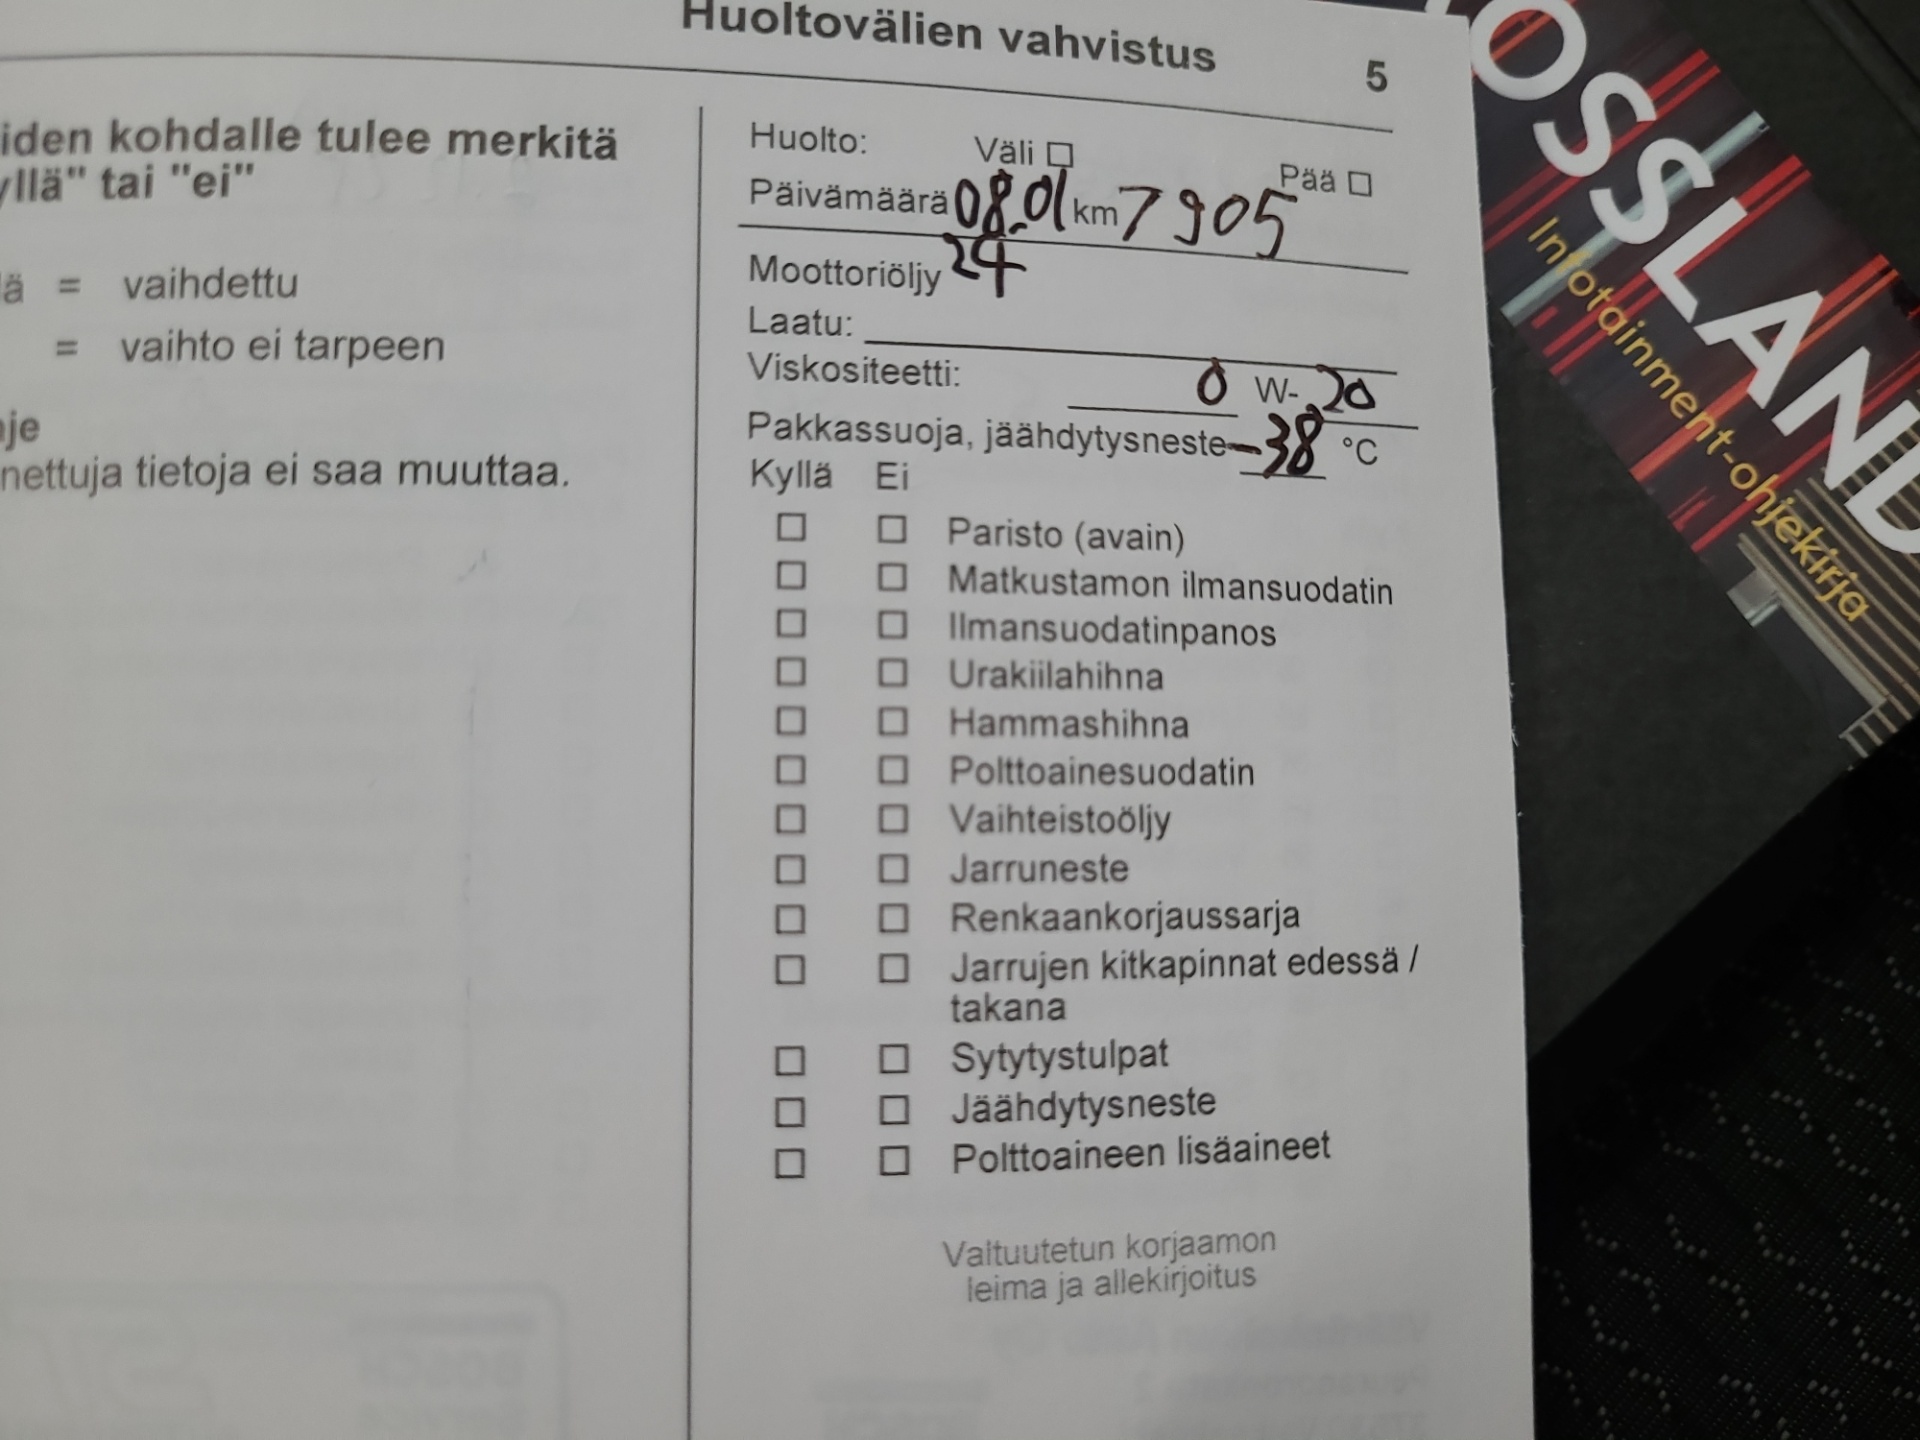 Huoltovälien vahvistus 5
iden kohdalle tulee merkitä
yllä" tai "ei"
ä = vaihdettu
= vaihto ei tarpeen
je
nettuja tietoja ei saa muuttaa.
Huolto: Väli ☐ Pää ☐
Päivämäärä 08.01 km 7905
24
Moottoriöljy
Laatu:
Viskositeetti: 0 W- 20
Pakkassuoja, jäähdytysneste -38 °C
Kyllä Ei
☐ ☐ Paristo (avain)
☐ ☐ Matkustamon ilmansuodatin
☐ ☐ Ilmansuodatinpanos
☐ ☐ Urakiilahihna
☐ ☐ Hammashihna
☐ ☐ Polttoainesuodatin
☐ ☐ Vaihteistoöljy
☐ ☐ Jarruneste
☐ ☐ Renkaankorjaussarja
☐ ☐ Jarrujen kitkapinnat edessä /
takana
☐ ☐ Sytytystulpat
☐ ☐ Jäähdytysneste
☐ ☐ Polttoaineen lisäaineet
Valtuutetun korjaamon
leima ja allekirjoitus
OSSLAND
Infotainment-ohjekirja